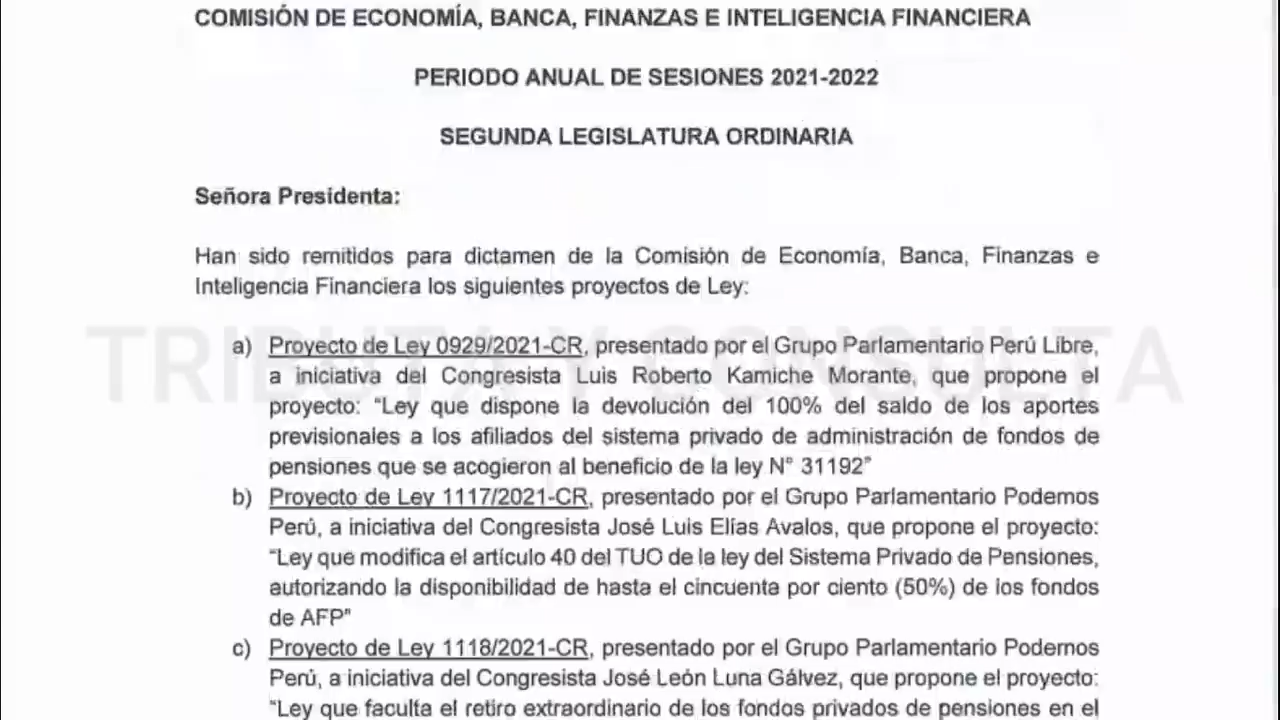 COMISIÓN DE ECONOMÍA, BANCA, FINANZAS E INTELIGENCIA FINANCIERA
PERIODO ANUAL DE SESIONES 2021-2022
SEGUNDA LEGISLATURA ORDINARIA
Señora Presidenta:
Han sido remitidos para dictamen de la Comisión de Economía, Banca, Finanzas e
Inteligencia Financiera los siguientes proyectos de Ley:
TRIBUTA Y CONSULTA
a) Proyecto de Ley 0929/2021-CR, presentado por el Grupo Parlamentario Perú Libre,
a iniciativa del Congresista Luis Roberto Kamiche Morante, que propone el
proyecto: “Ley que dispone la devolución del 100% del saldo de los aportes
previsionales a los afiliados del sistema privado de administración de fondos de
pensiones que se acogieron al beneficio de la ley N° 31192”
b) Proyecto de Ley 1117/2021-CR, presentado por el Grupo Parlamentario Podemos
Perú, a iniciativa del Congresista José Luis Elías Avalos, que propone el proyecto:
“Ley que modifica el artículo 40 del TUO de la ley del Sistema Privado de Pensiones,
autorizando la disponibilidad de hasta el cincuenta por ciento (50%) de los fondos
de AFP”
c) Proyecto de Ley 1118/2021-CR, presentado por el Grupo Parlamentario Podemos
Perú, a iniciativa del Congresista José León Luna Gálvez, que propone el proyecto:
“Ley que faculta el retiro extraordinario de los fondos privados de pensiones en el